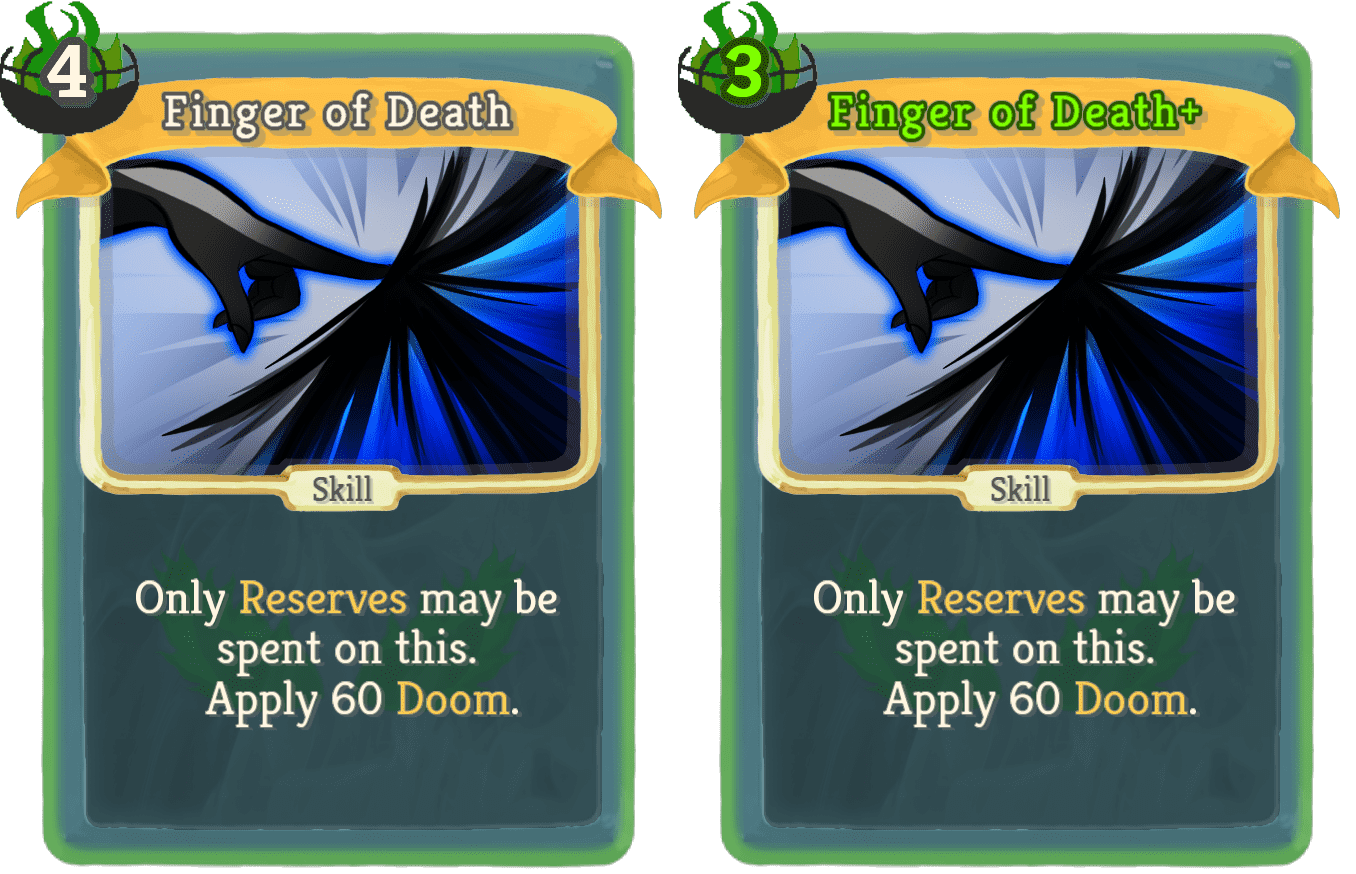 4
Finger of Death
Skill
Only Reserves may be
spent on this.
Apply 60 Doom.
3
Finger of Death+
Skill
Only Reserves may be
spent on this.
Apply 60 Doom.